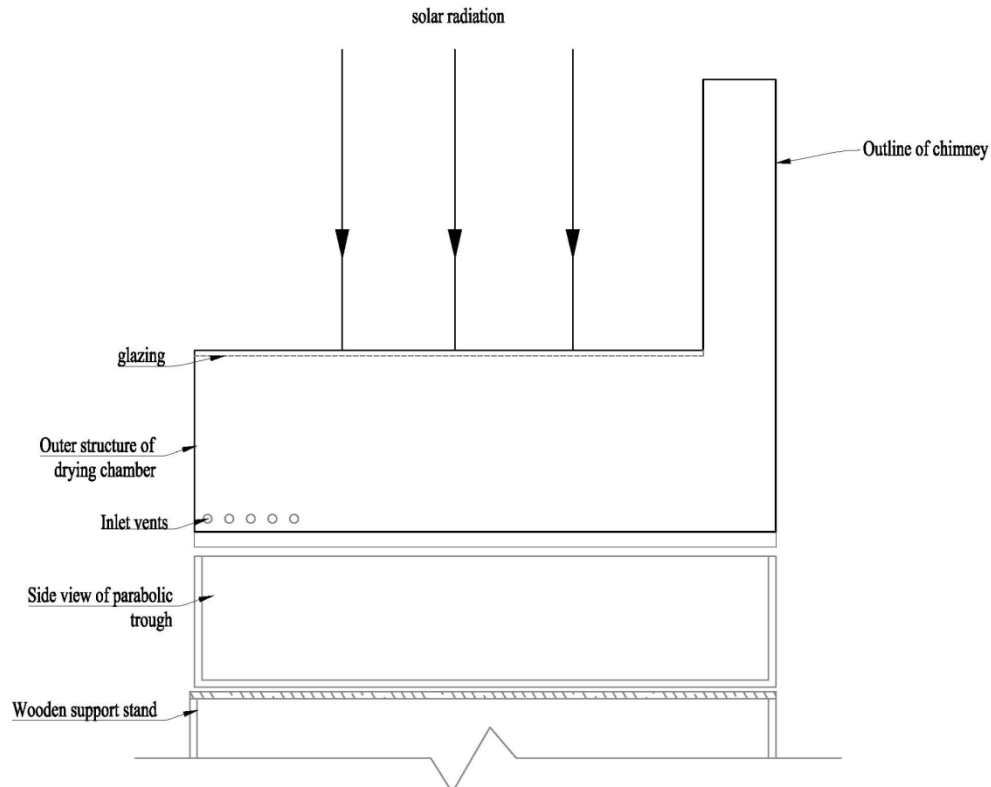 solar radiation
Outline of chimney
glazing
Outer structure of
drying chamber
Inlet vents
Side view of parabolic
trough
Wooden support stand